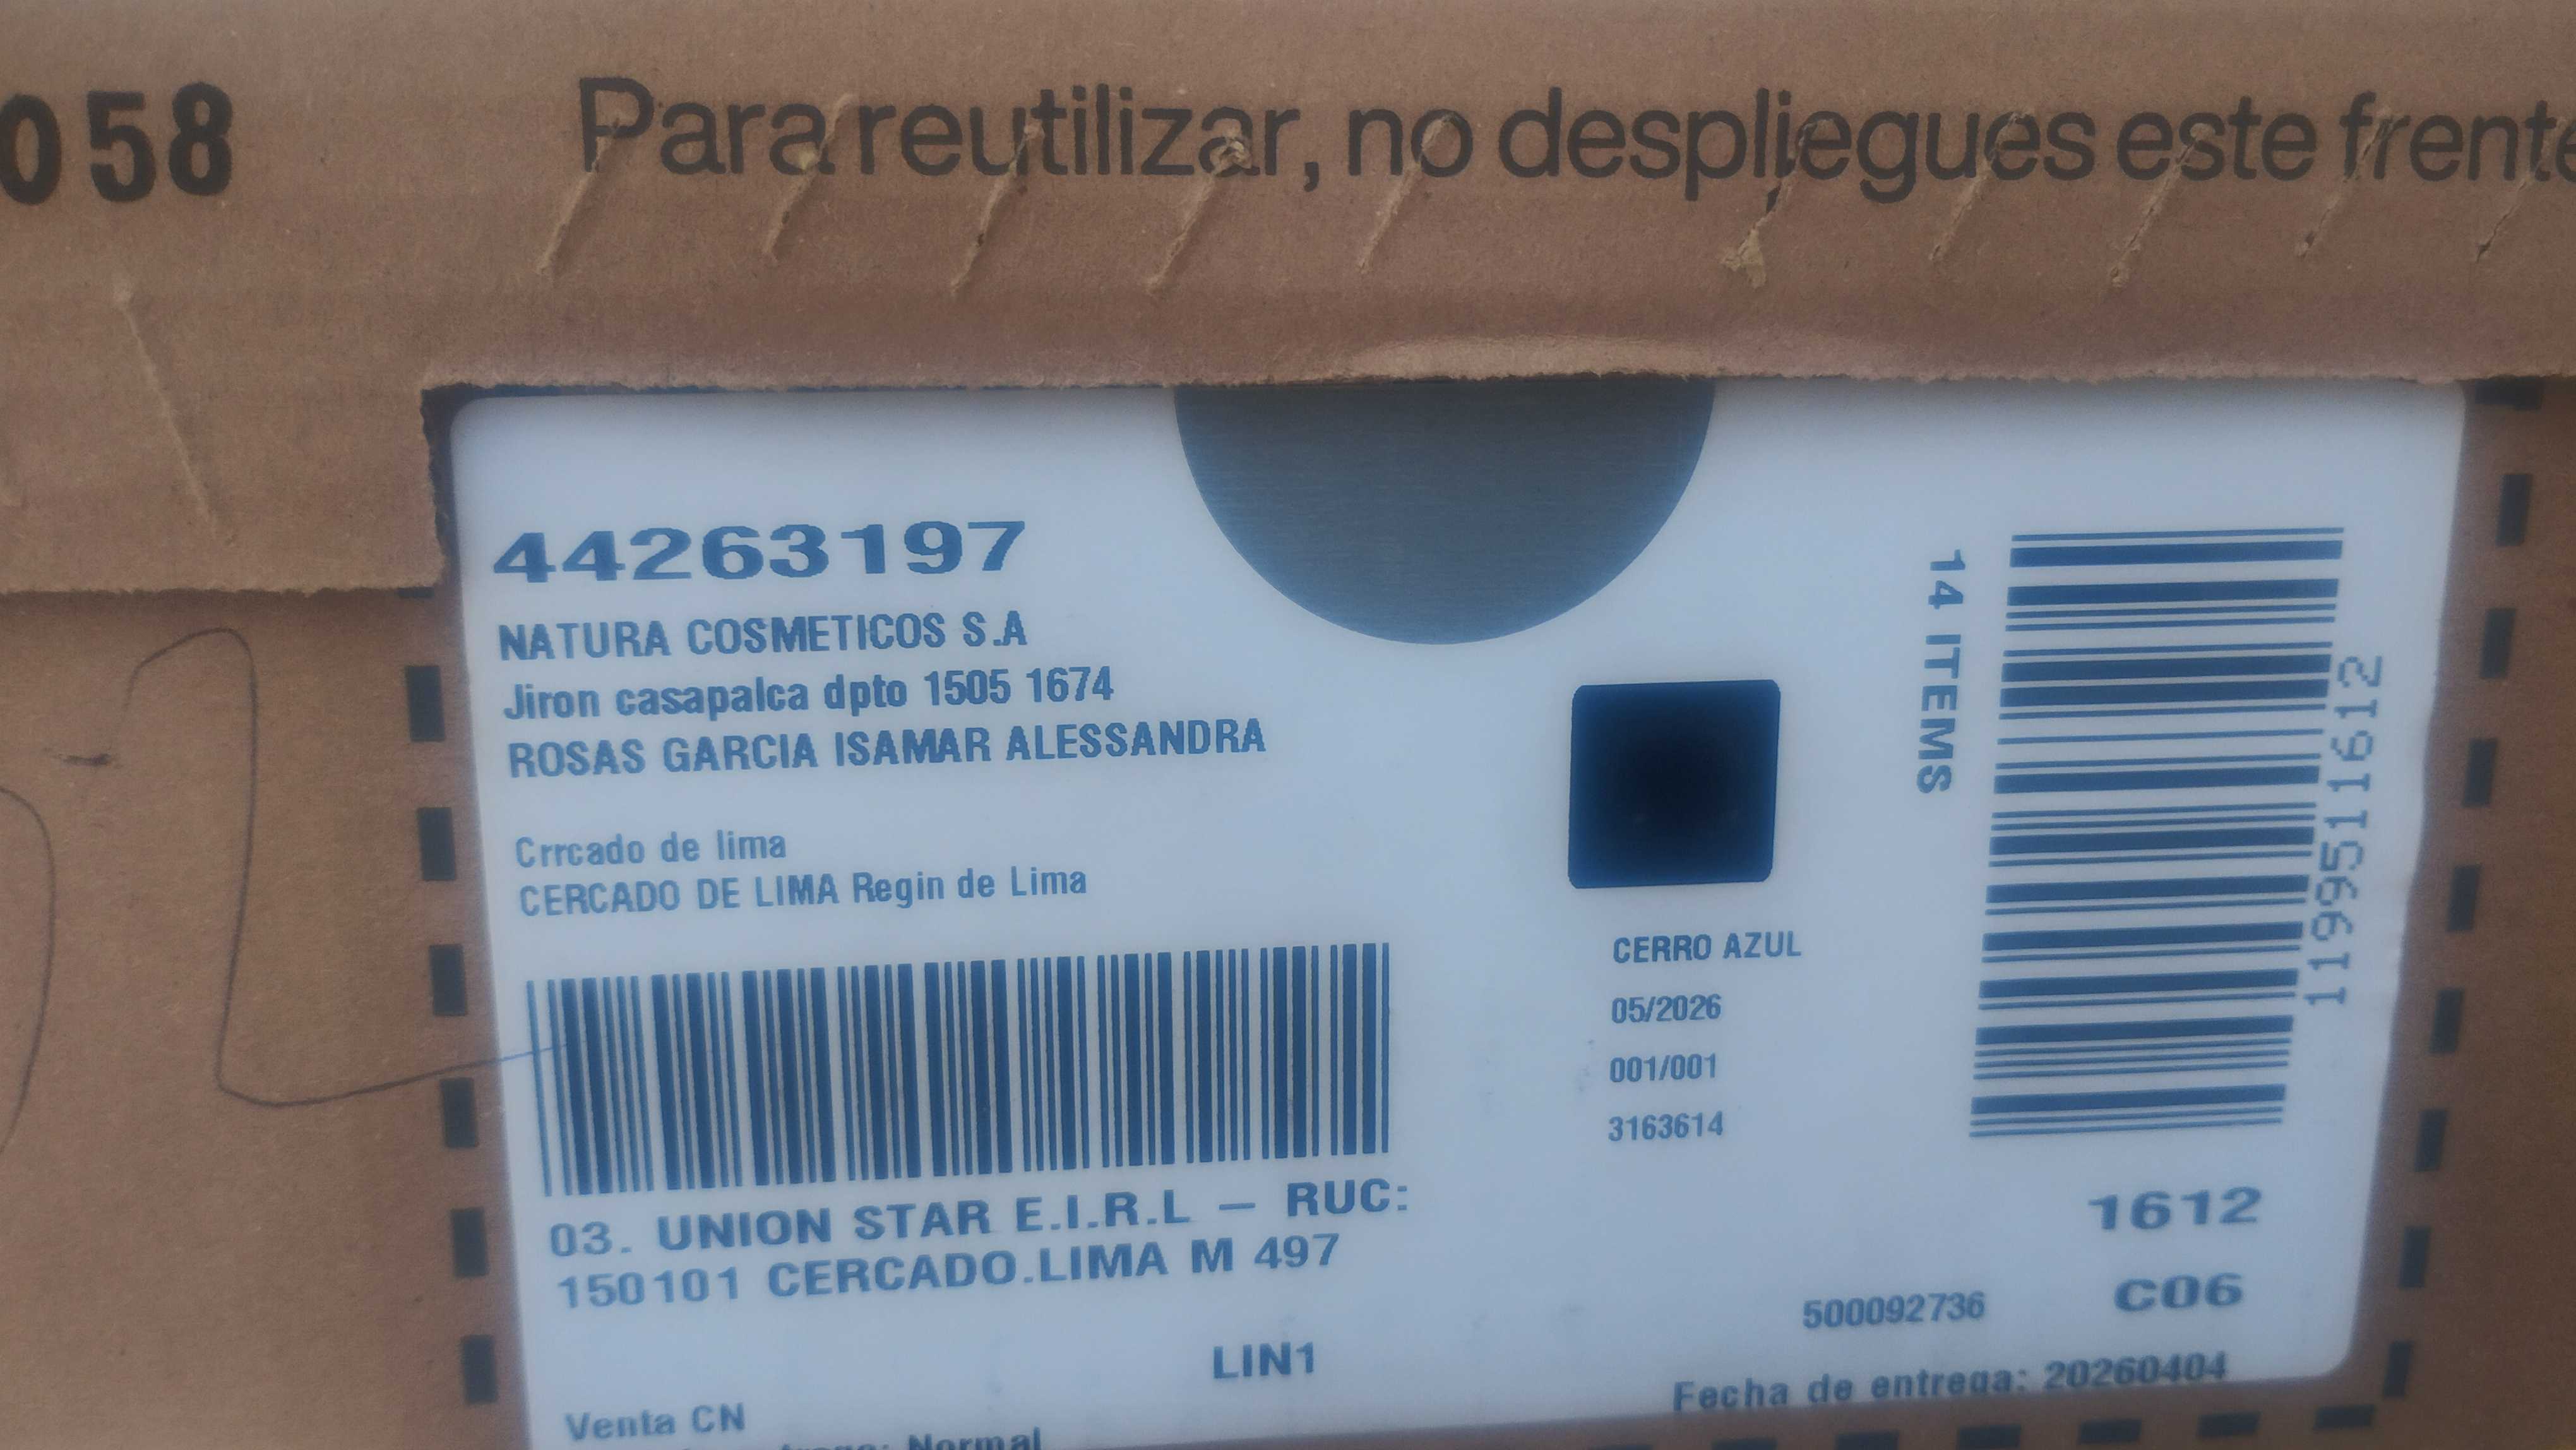 058
Para reutilizar, no despliegues este frente
44263197
NATURA COSMETICOS S.A
Jiron casapalca dpto 1505 1674
ROSAS GARCIA ISAMAR ALESSANDRA
Crrcado de lima
CERCADO DE LIMA Regin de Lima
14 ITEMS
1199511612
CERRO AZUL
05/2026
001/001
3163614
03. UNION STAR E.I.R.L – RUC:
150101 CERCADO.LIMA M 497
1612
C06
500092736
LIN1
Fecha de entrega: 20260404
Venta CN
Normal